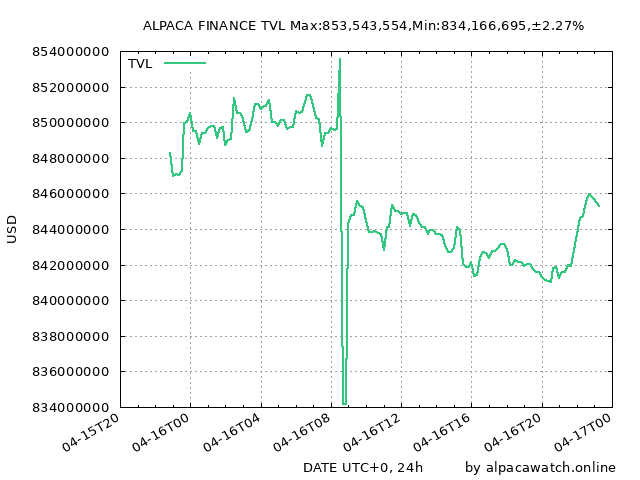 ALPACA FINANCE TVL Max:853,543,554,Min:834,166,695,±2.27%
TVL
854000000
852000000
850000000
848000000
846000000
844000000
842000000
840000000
838000000
836000000
834000000
USD
04-15T20
04-16T00
04-16T04
04-16T08
04-16T12
04-16T16
04-16T20
04-17T00
DATE UTC+0, 24h
by alpacawatch.online